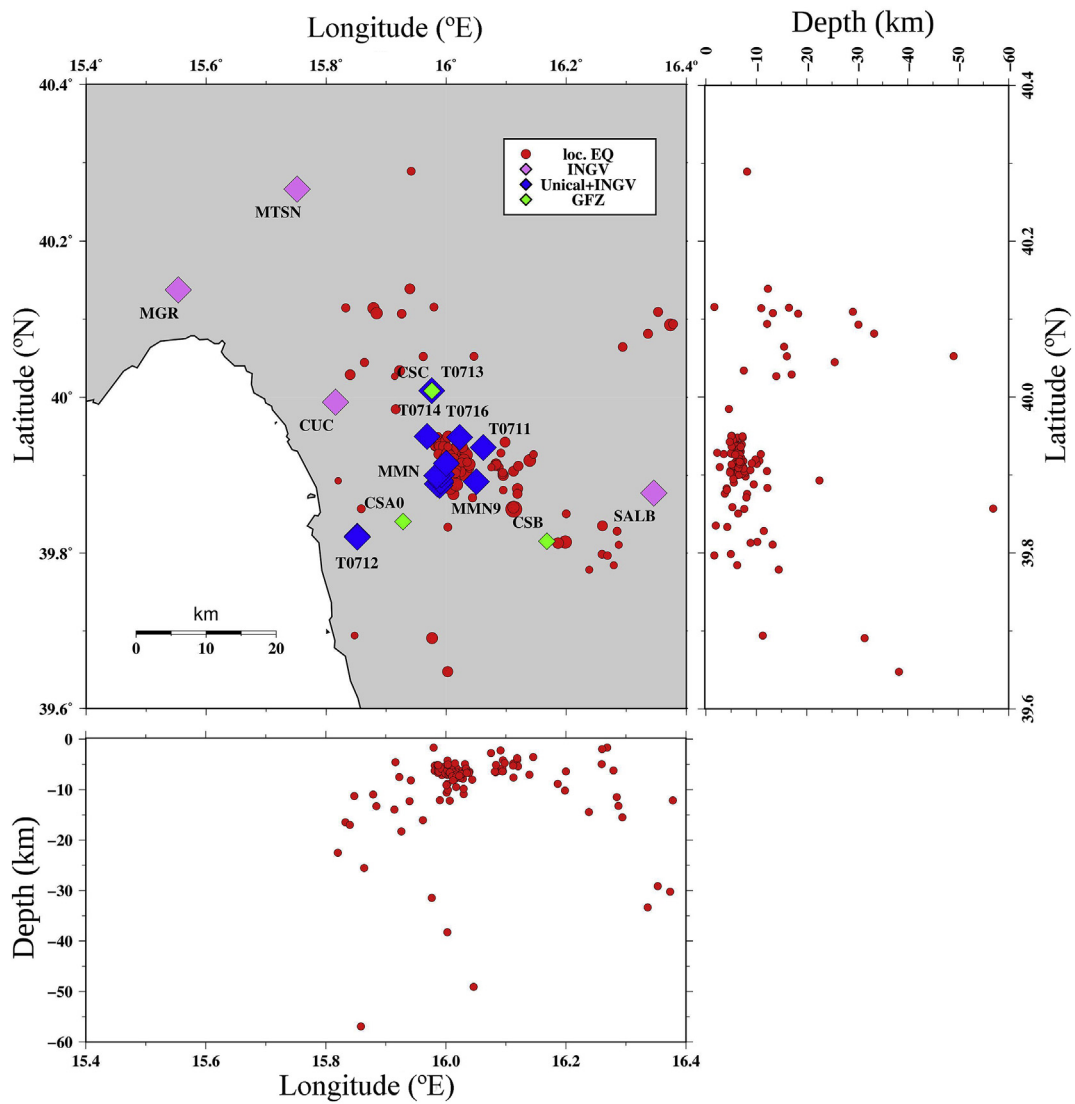 Longitude (ºE)
Depth (km)
15.4˚ 15.6˚ 15.8˚ 16˚ 16.2˚ 16.4˚
0 -10 -20 -30 -40 -50 -60
40.4˚
40.4
loc. EQ
INGV
Unical+INGV
GFZ
MTSN
40.2˚
40.2
MGR
Latitude (ºN)
Latitude (ºN)
40˚
40.0
CSC T0713
CUC
T0714 T0716
T0711
MMN
MMN9
CSA0
CSB
SALB
T0712
39.8˚
39.8
km
0 10 20
39.6˚
39.6
Depth (km)
0
-10
-20
-30
-40
-50
-60
15.4 15.6 15.8 16.0 16.2 16.4
Longitude (ºE)